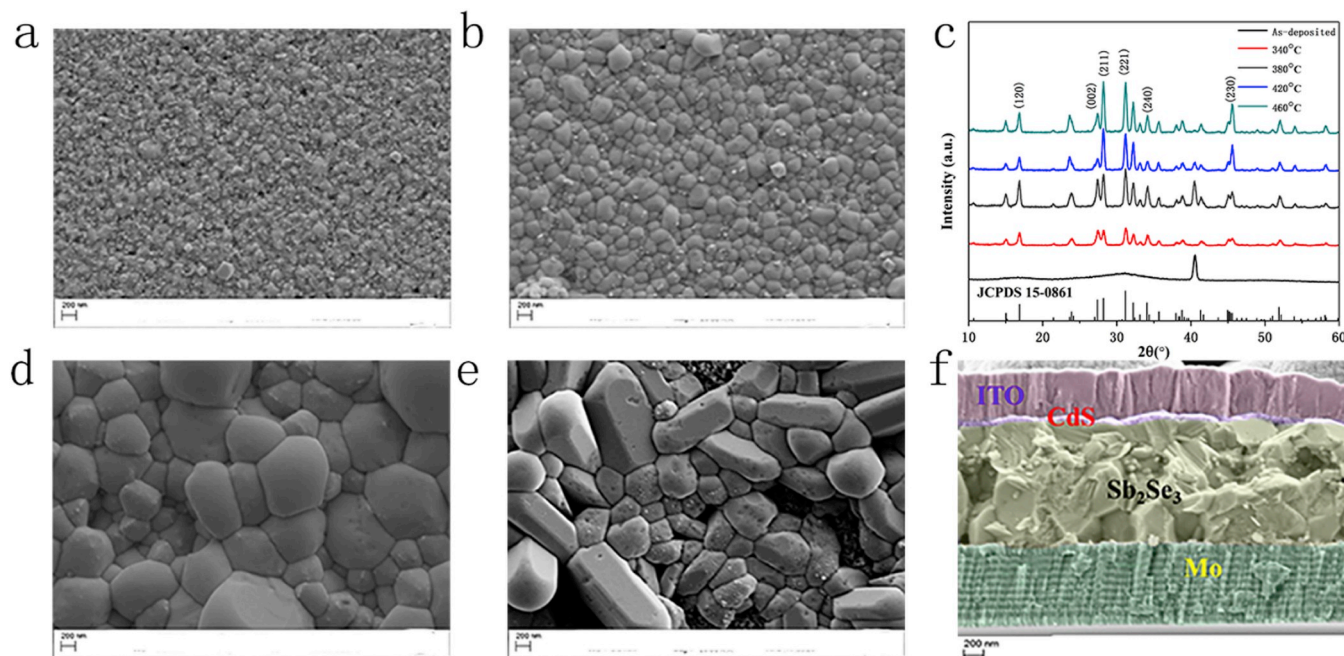 a
200 nm
b
200 nm
c
As-deposited
340°C
380°C
420°C
460°C
(120)
(002)
(211)
(221)
(240)
(230)
Intensity (a.u.)
JCPDS 15-0861
10 20 30 40 50 60
2θ(°)
d
200 nm
e
200 nm
f
ITO
CdS
Sb₂Se₃
Mo
200 nm